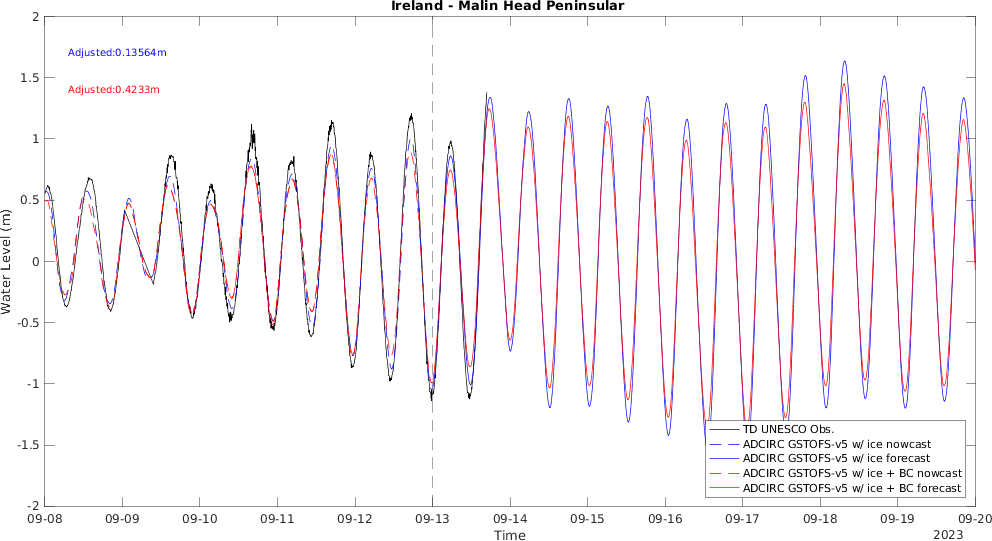 Ireland - Malin Head Peninsular
Adjusted:0.13564m
Adjusted:0.4233m
Water Level (m)
2
1.5
1
0.5
0
-0.5
-1
-1.5
-2
TD UNESCO Obs.
ADCIRC GSTOFS-v5 w/ ice nowcast
ADCIRC GSTOFS-v5 w/ ice forecast
ADCIRC GSTOFS-v5 w/ ice + BC nowcast
ADCIRC GSTOFS-v5 w/ ice + BC forecast
09-08 09-09 09-10 09-11 09-12 09-13 09-14 09-15 09-16 09-17 09-18 09-19 09-20
Time
2023